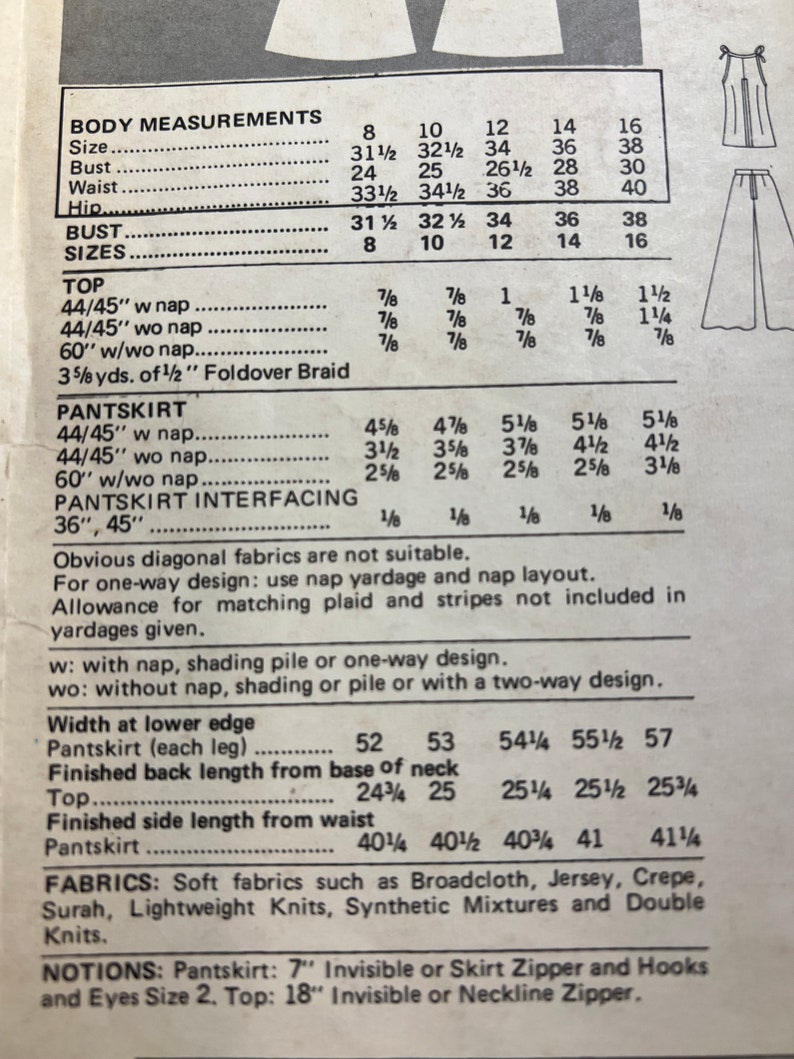 BODY MEASUREMENTS
Size.................................. 8 10 12 14 16
Bust ................................ 31½ 32½ 34 36 38
Waist ............................... 24 25 26½ 28 30
Hip.................................. 33½ 34½ 36 38 40
BUST................................ 31 ½ 32 ½ 34 36 38
SIZES............................... 8 10 12 14 16
TOP
44/45" w nap ..................... ⅞ ⅞ 1 1⅛ 1½
44/45" wo nap ................... ⅞ ⅞ ⅞ ⅞ 1¼
60" w/wo nap..................... ⅞ ⅞ ⅞ ⅞ ⅞
3⅝yds. of ½" Foldover Braid
PANTSKIRT
44/45" w nap..................... 4⅝ 4⅞ 5⅛ 5⅛ 5⅛
44/45" wo nap................... 3½ 3⅝ 3⅞ 4½ 4½
60" w/wo nap.................... 2⅝ 2⅝ 2⅝ 2⅝ 3⅛
PANTSKIRT INTERFACING
36", 45" ............................ ⅛ ⅛ ⅛ ⅛ ⅛
Obvious diagonal fabrics are not suitable.
For one-way design: use nap yardage and nap layout.
Allowance for matching plaid and stripes not included in
yardages given.
w: with nap, shading pile or one-way design.
wo: without nap, shading or pile or with a two-way design.
Width at lower edge
Pantskirt (each leg) ............ 52 53 54¼ 55½ 57
Finished back length from base of neck
Top.................................... 24¾ 25 25¼ 25½ 25¾
Finished side length from waist
Pantskirt ............................ 40¼ 40½ 40¾ 41 41¼
FABRICS: Soft fabrics such as Broadcloth, Jersey, Crepe,
Surah, Lightweight Knits, Synthetic Mixtures and Double
Knits.
NOTIONS: Pantskirt: 7" Invisible or Skirt Zipper and Hooks
and Eyes Size 2. Top: 18" Invisible or Neckline Zipper.